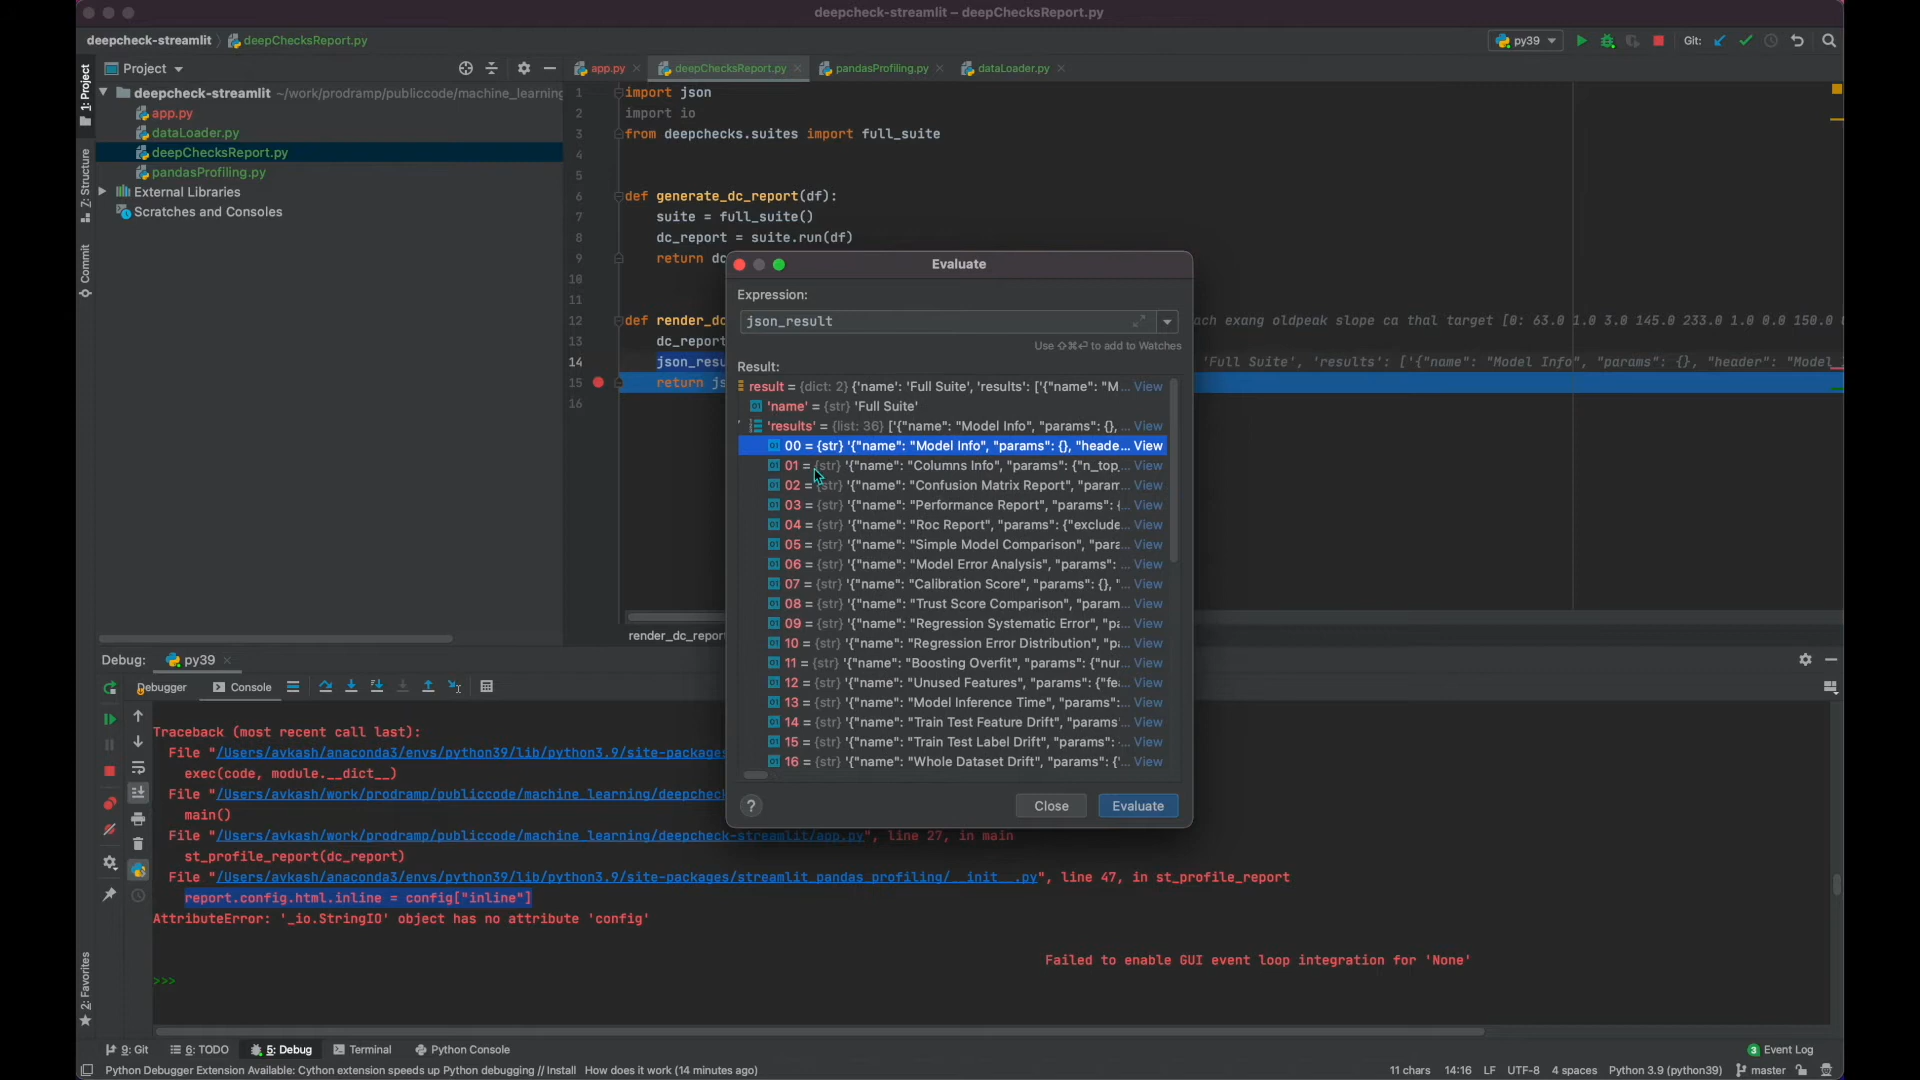 deepcheck-streamlit – deepChecksReport.py
deepcheck-streamlit
deepChecksReport.py
py39
Git:
1: Project
Project
app.py
deepChecksReport.py
pandasProfiling.py
dataLoader.py
deepcheck-streamlit ~/work/prodramp/publiccode/machine_learning
app.py
dataLoader.py
deepChecksReport.py
pandasProfiling.py
External Libraries
Scratches and Consoles
Z: Structure
Commit
2: Favorites
1 import json
2 import io
3 from deepchecks.suites import full_suite
4
5
6 def generate_dc_report(df):
7 suite = full_suite()
8 dc_report = suite.run(df)
9 return dc
10
11
12 def render_dc ach exang oldpeak slope ca thal target [0: 63.0 1.0 3.0 145.0 233.0 1.0 0.0 150.0
13 dc_report
14 json_resu 'Full Suite', 'results': ['{"name": "Model Info", "params": {}, "header": "Model
15 return js
16
render_dc_report
Evaluate
Expression:
json_result
Use ⇧⌘⏎ to add to Watches
Result:
result = {dict: 2} {'name': 'Full Suite', 'results': ['{"name": "M... View
'name' = {str} 'Full Suite'
'results' = {list: 36} ['{"name": "Model Info", "params": {}, ... View
00 = {str} '{"name": "Model Info", "params": {}, "heade... View
01 = {str} '{"name": "Columns Info", "params": {"n_top_... View
02 = {str} '{"name": "Confusion Matrix Report", "param... View
03 = {str} '{"name": "Performance Report", "params": {... View
04 = {str} '{"name": "Roc Report", "params": {"exclude... View
05 = {str} '{"name": "Simple Model Comparison", "para... View
06 = {str} '{"name": "Model Error Analysis", "params": ... View
07 = {str} '{"name": "Calibration Score", "params": {}, "... View
08 = {str} '{"name": "Trust Score Comparison", "param... View
09 = {str} '{"name": "Regression Systematic Error", "pa... View
10 = {str} '{"name": "Regression Error Distribution", "pa... View
11 = {str} '{"name": "Boosting Overfit", "params": {"nur... View
12 = {str} '{"name": "Unused Features", "params": {"fe... View
13 = {str} '{"name": "Model Inference Time", "params": ... View
14 = {str} '{"name": "Train Test Feature Drift", "params'... View
15 = {str} '{"name": "Train Test Label Drift", "params": ... View
16 = {str} '{"name": "Whole Dataset Drift", "params": {'... View
?
Close
Evaluate
Debug:
py39
Debugger
Console
Traceback (most recent call last):
File "/Users/avkash/anaconda3/envs/python39/lib/python3.9/site-packages
exec(code, module.__dict__)
File "/Users/avkash/work/prodramp/publiccode/machine_learning/deepcheck
main()
File "/Users/avkash/work/prodramp/publiccode/machine_learning/deepcheck-streamlit/app.py", line 27, in main
st_profile_report(dc_report)
File "/Users/avkash/anaconda3/envs/python39/lib/python3.9/site-packages/streamlit_pandas_profiling/__init__.py", line 47, in st_profile_report
report.config.html.inline = config["inline"]
AttributeError: '_io.StringIO' object has no attribute 'config'
Failed to enable GUI event loop integration for 'None'
>>>
9: Git
6: TODO
5: Debug
Terminal
Python Console
3 Event Log
Python Debugger Extension Available: Cython extension speeds up Python debugging // Install How does it work (14 minutes ago)
11 chars
14:16
LF
UTF-8
4 spaces
Python 3.9 (python39)
master